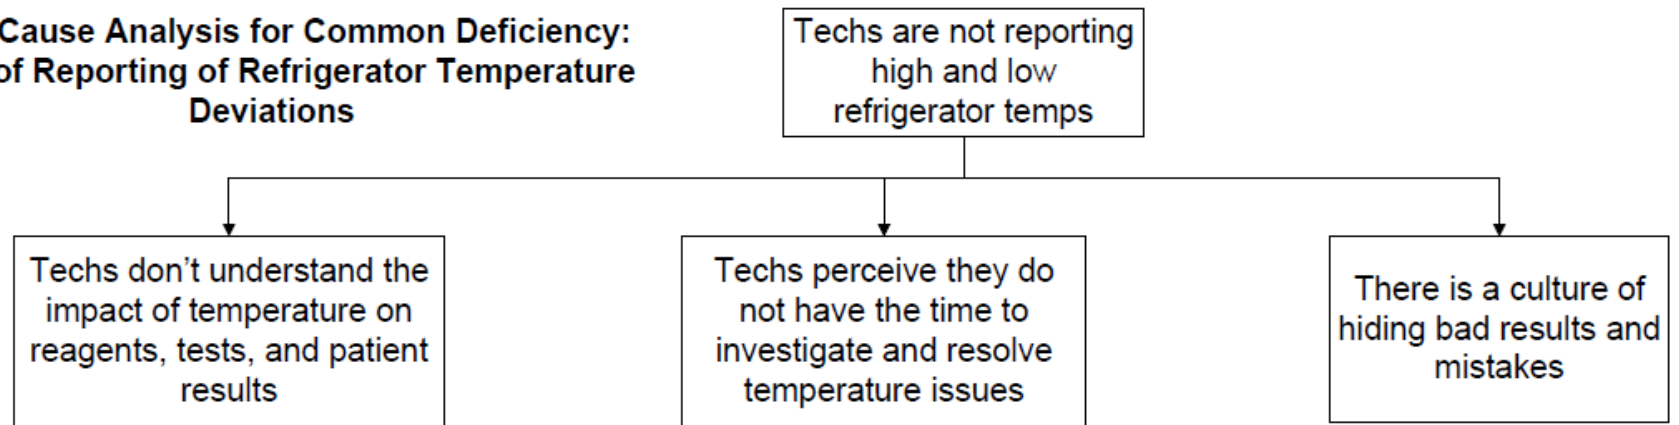 Cause Analysis for Common Deficiency:
of Reporting of Refrigerator Temperature
Deviations
Techs are not reporting
high and low
refrigerator temps
Techs don't understand the
impact of temperature on
reagents, tests, and patient
results
Techs perceive they do
not have the time to
investigate and resolve
temperature issues
There is a culture of
hiding bad results and
mistakes